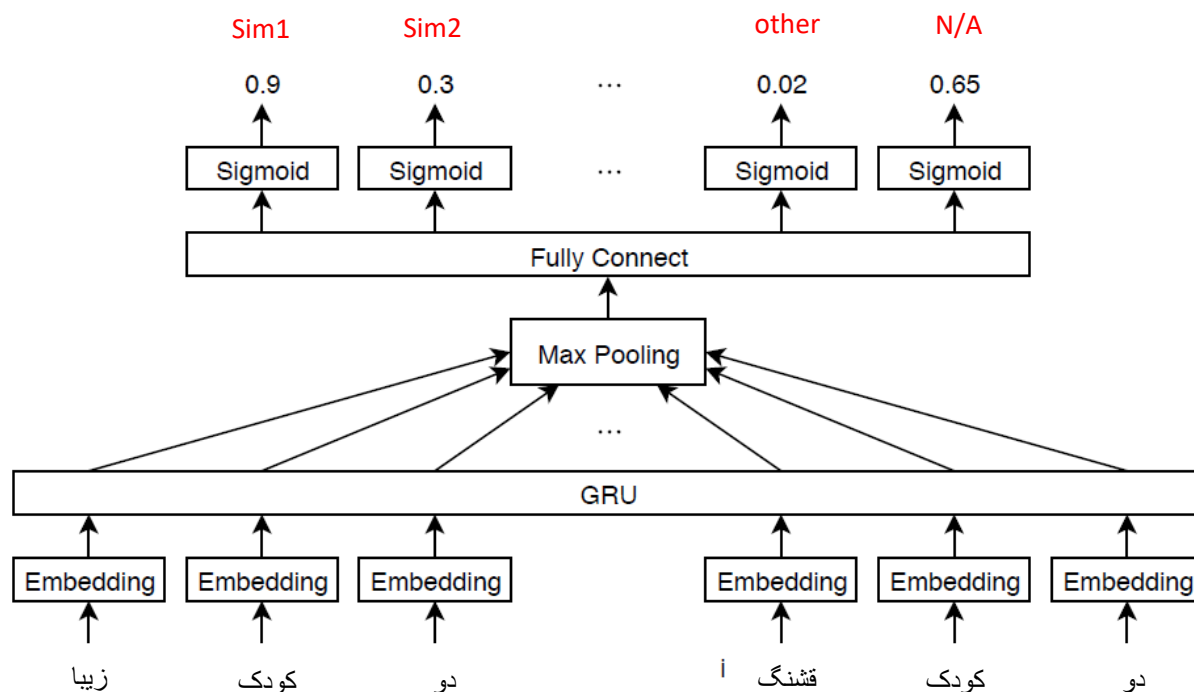 Sim1 Sim2 other N/A
0.9 0.3 ... 0.02 0.65
Sigmoid Sigmoid ... Sigmoid Sigmoid
Fully Connect
Max Pooling
...
GRU
Embedding Embedding Embedding Embedding Embedding Embedding
زیبا کودک دو i قشنگ کودک دو